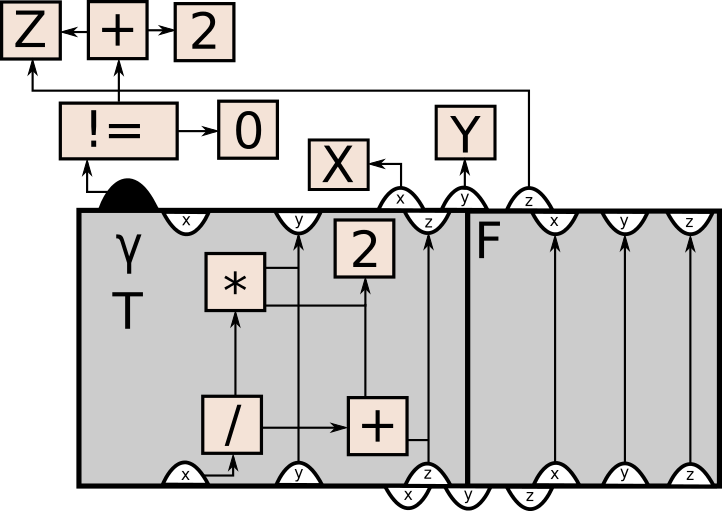 Z + 2
!= 0
X Y
x y z
x y z x y z
γ 2 F
* 
T
/ +
x y z x y z
x y z